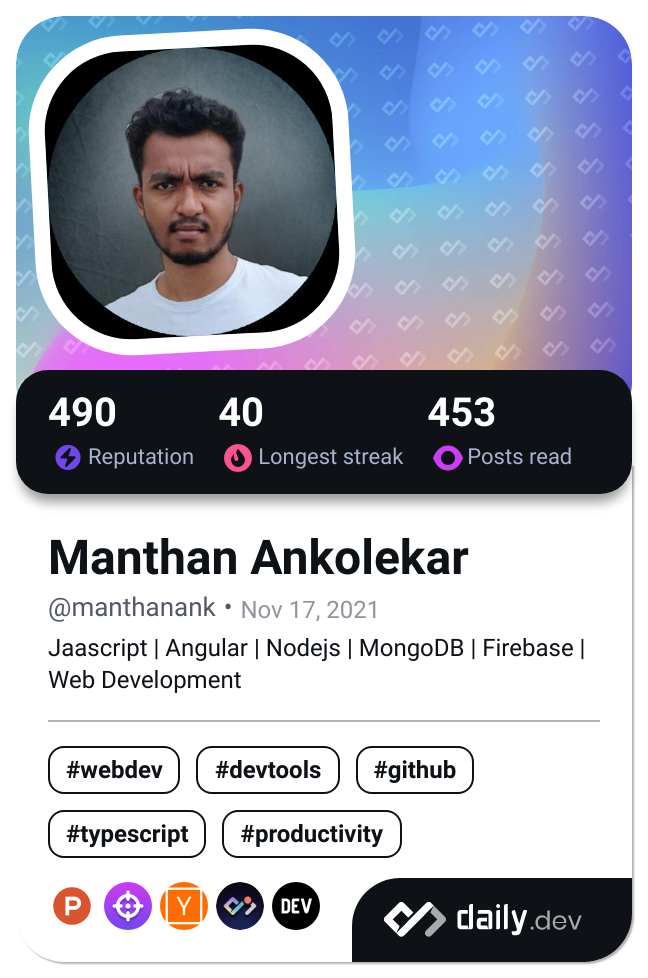 490 40 453
Reputation Longest streak Posts read
Manthan Ankolekar
@manthanank • Nov 17, 2021
Jaascript | Angular | Nodejs | MongoDB | Firebase |
Web Development
#webdev #devtools #github
#typescript #productivity
P Y DEV
daily.dev